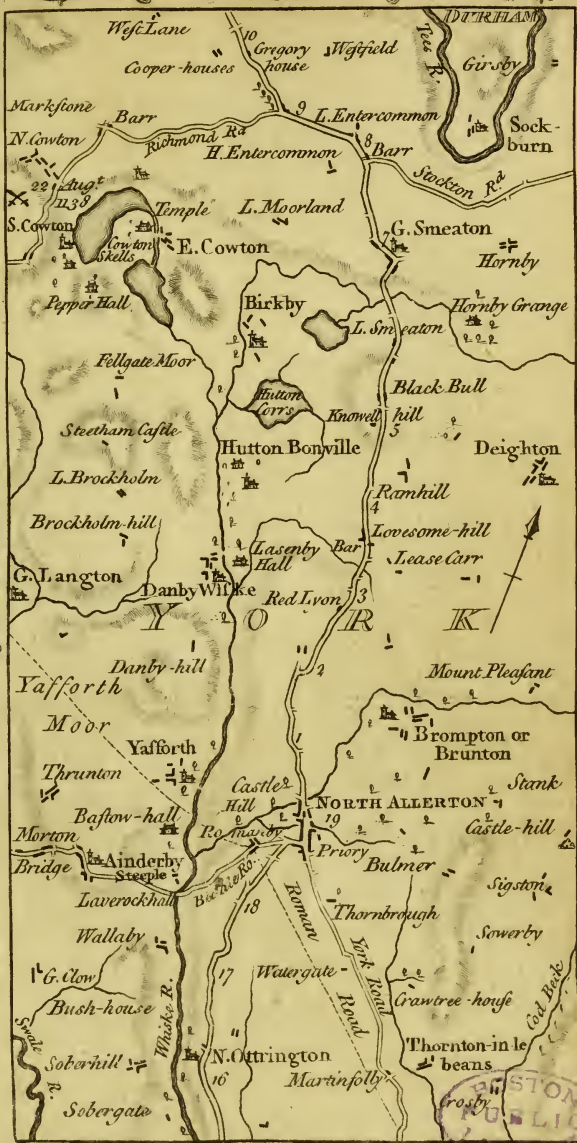 DURHAM
West Lane
10
Tees R.
Gregory house
Westfield
Girsby
Cooper-houses
Markstone
Barr
9
L. Entercommon
Sockburn
N. Cowton
Richmond Rd
8
Barr
H. Entercommon
Stockton Rd
22 Augt. 1138
Temple
L. Moorland
7
G. Smeaton
S. Cowton
Cowton Skells
E. Cowton
Hornby
Pepper Hall
Birkby
Hornby Grange
L. Smeaton
Fellgate Moor
Hutton Corrs
Black Bull
Knowell hill
5
Steetham Castle
Hutton Bonville
Deighton
L. Brockholm
Ramhill
4
Brockholm-hill
Lovesome-hill
Lasenby Hall
Bar
Lease Carr
G. Langton
Danby Wiske
Red Lyon
3
YORK
Danby-hill
2
Mount Pleasant
Yafforth Moor
Brompton or Brunton
1
Yafforth
Thrunton
Castle Hill
NORTH ALLERTON
Stank
Bastow-hall
19
Castle-hill
Morton Bridge
Romanby
Priory
Bulmer
Ainderby Steeple
Laverockhall
18
Sigston
Thornbrough
Wallaby
Roman Road
York Road
Sowerby
G. Clow
17
Watergate-
Crawtree-house
Bush-house
Whiske R.
Cod Beck
Swale R.
Thornton-in le beans
Soberhill
N. Ottrington
16
Martinfolly
Crosby
Sobergate
BOSTON
PUBLIC